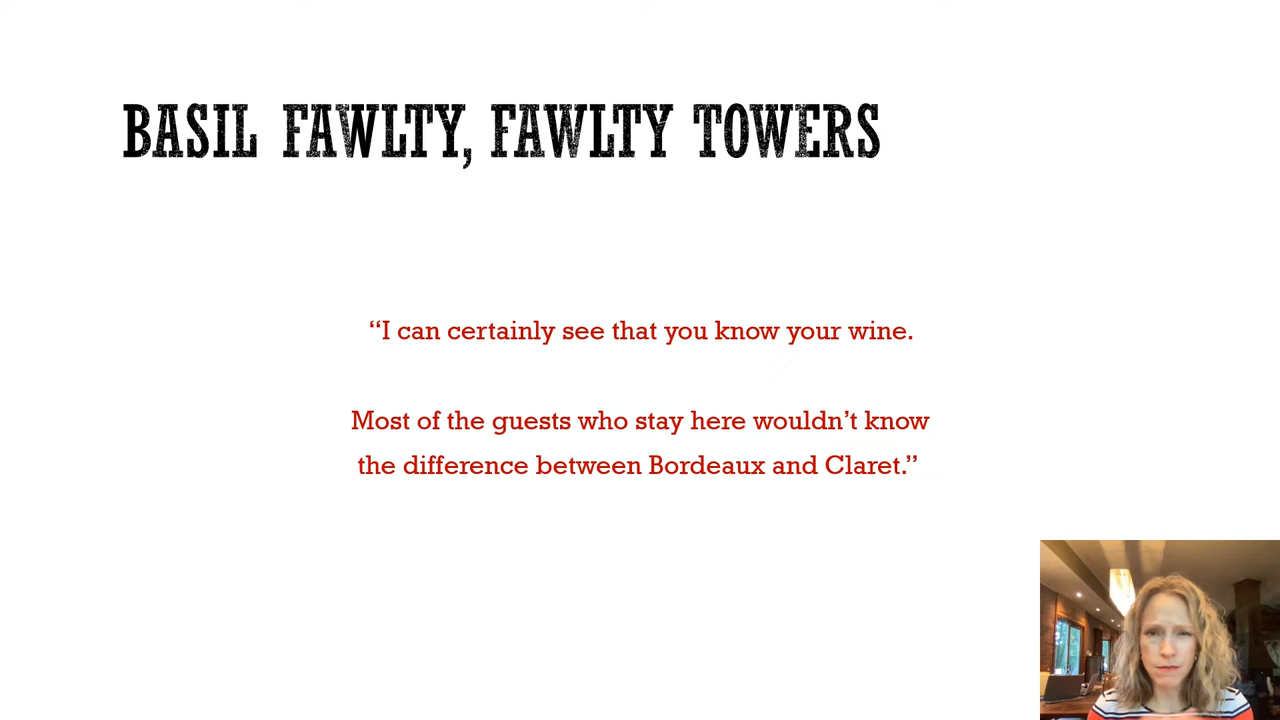 BASIL FAWLTY, FAWLTY TOWERS
“I can certainly see that you know your wine.
Most of the guests who stay here wouldn’t know
the difference between Bordeaux and Claret.”